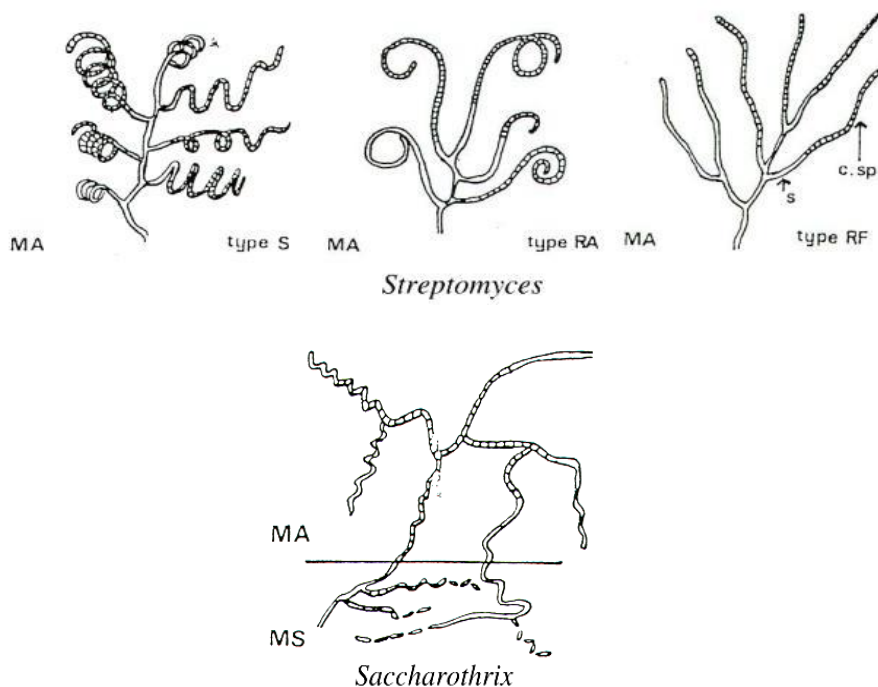 MA type S
MA type RA
MA type RF
s
c.sp
Streptomyces
MA
MS
Saccharothrix